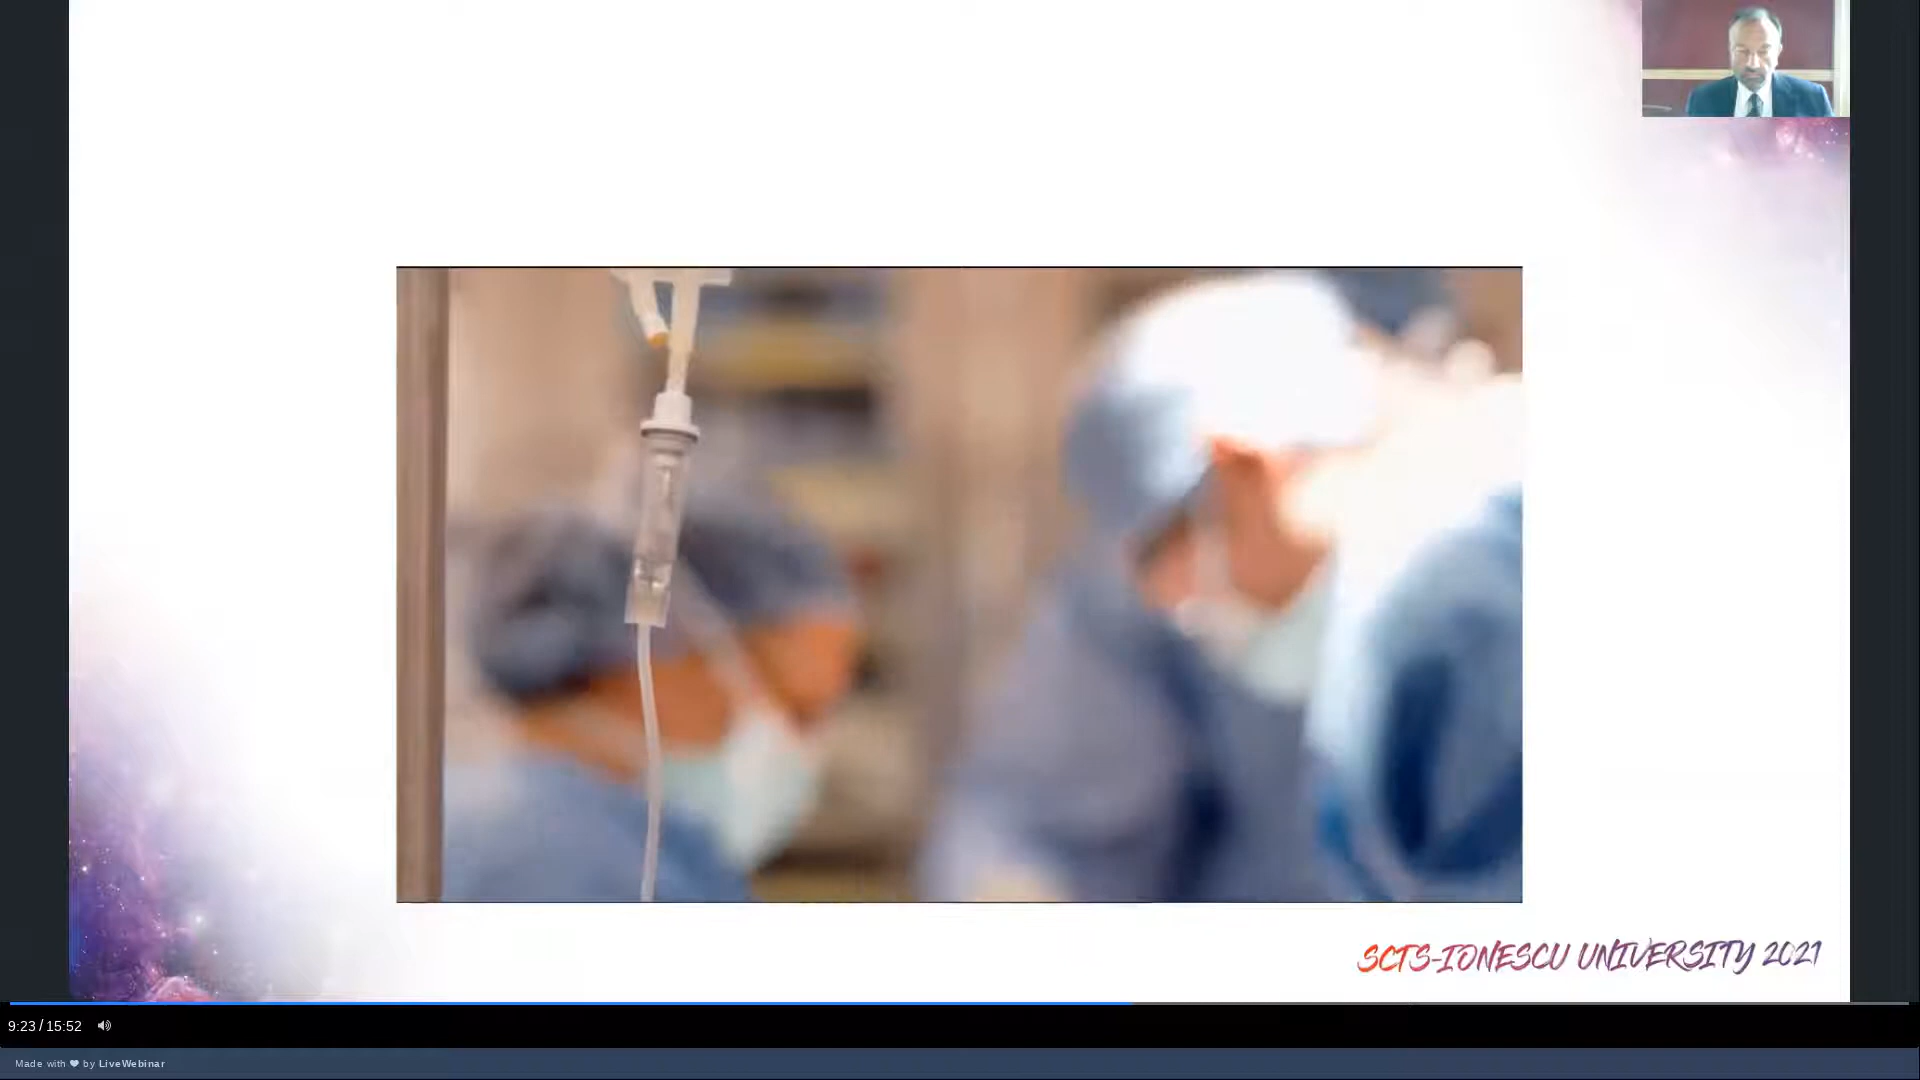 SCTS-IONESCU UNIVERSITY 2021
9:23 / 15:52
Made with ❤ by LiveWebinar